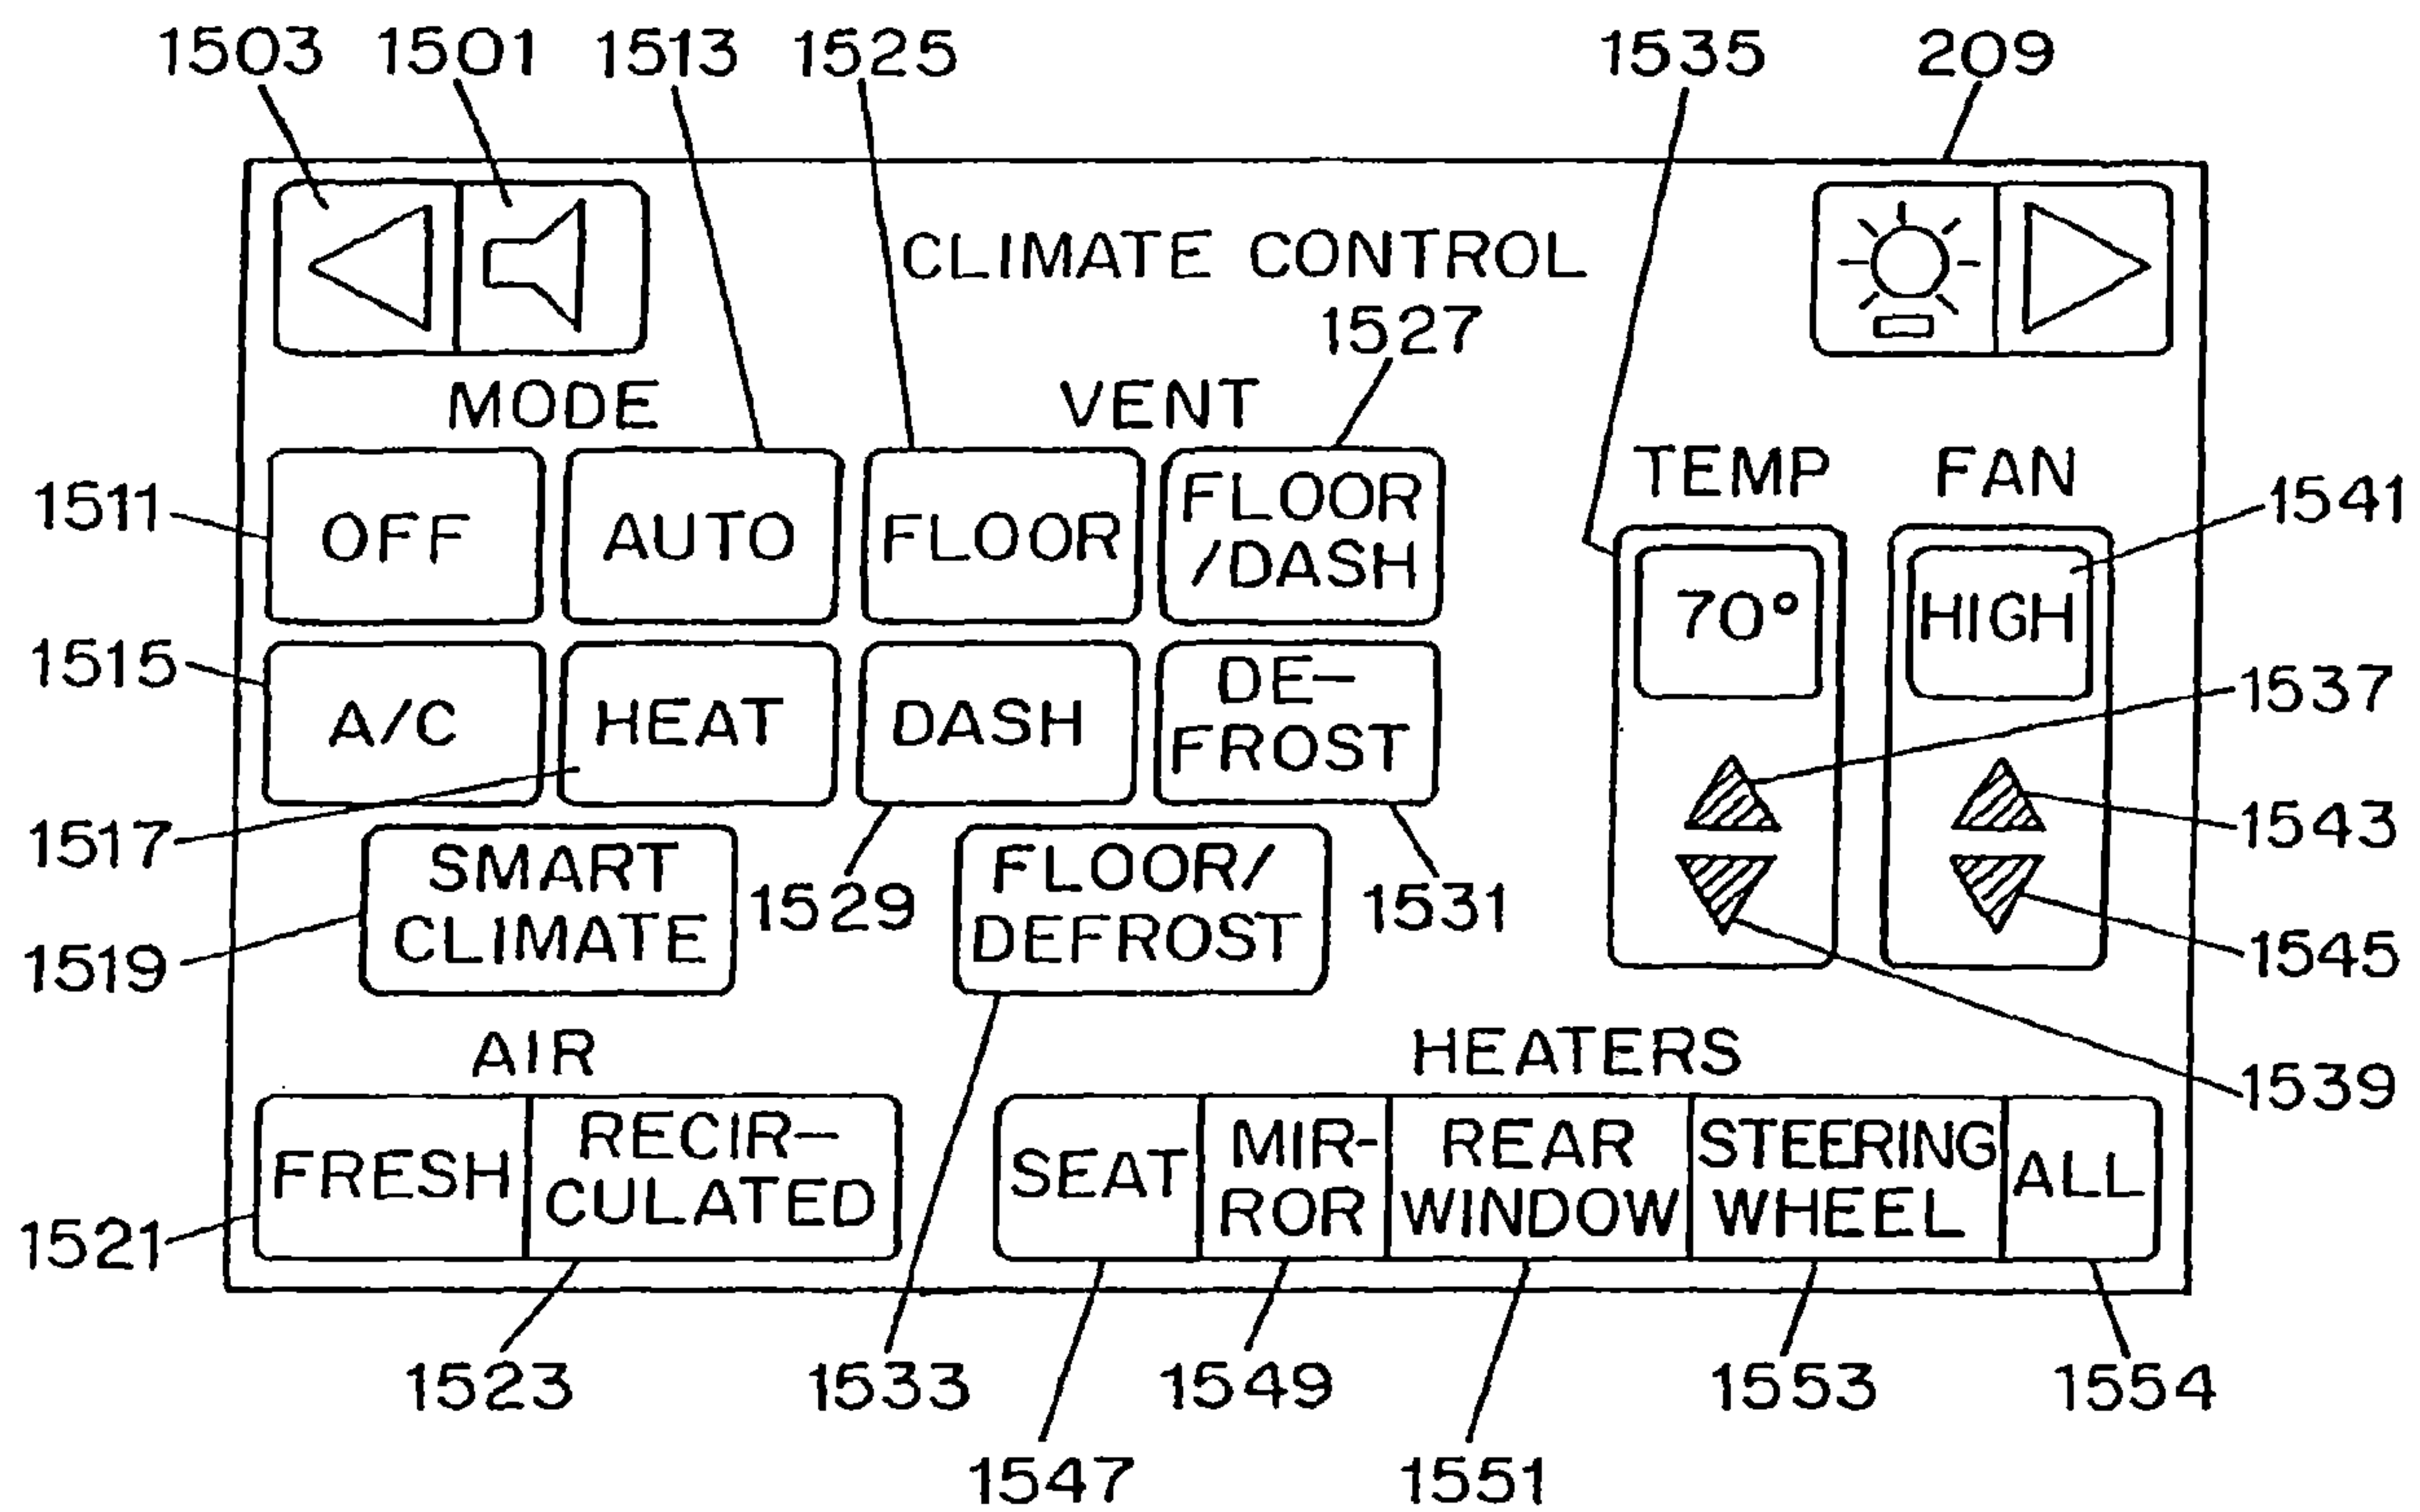 1503 1501 1513 1525 1535 209
CLIMATE CONTROL
1527
MODE VENT
TEMP FAN
1511 OFF AUTO FLOOR FLOOR
/DASH
70° HIGH 1541
1515 A/C HEAT DASH DE-
FROST
1537
1517 SMART
CLIMATE 1529 FLOOR/
DEFROST 1531 1543
1519 1545
AIR HEATERS
1539
FRESH RECIR-
CULATED SEAT MIR-
ROR REAR
WINDOW STEERING
WHEEL ALL
1521
1523 1533 1549 1553 1554
1547 1551